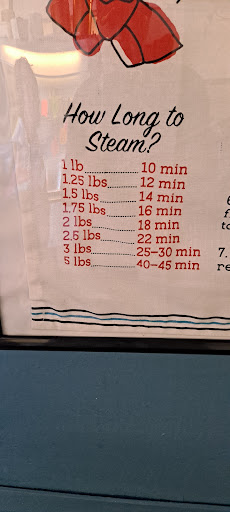 How Long to
Steam?
1 lb 10 min
1.25 lbs 12 min
1.5 lbs 14 min
1.75 lbs 16 min
2 lbs 18 min
2.5 lbs 22 min
3 lbs 25–30 min
5 lbs 40–45 min
7.